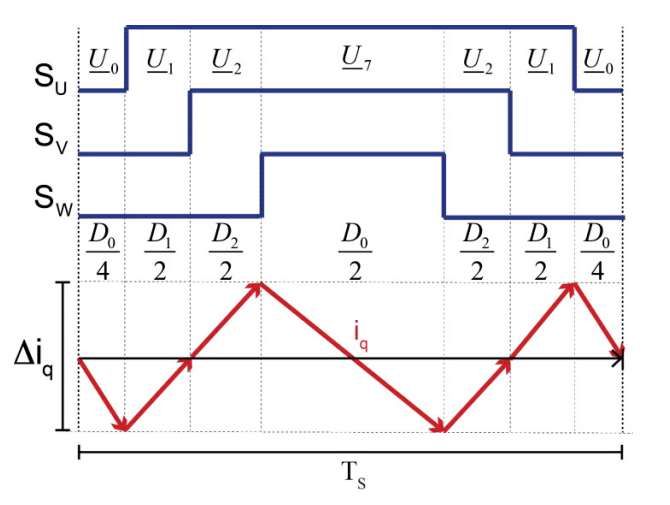 U0 U1 U2 U7 U2 U1 U0
SU
SV
SW
D0/4 D1/2 D2/2 D0/2 D2/2 D1/2 D0/4
iq
Δiq
TS